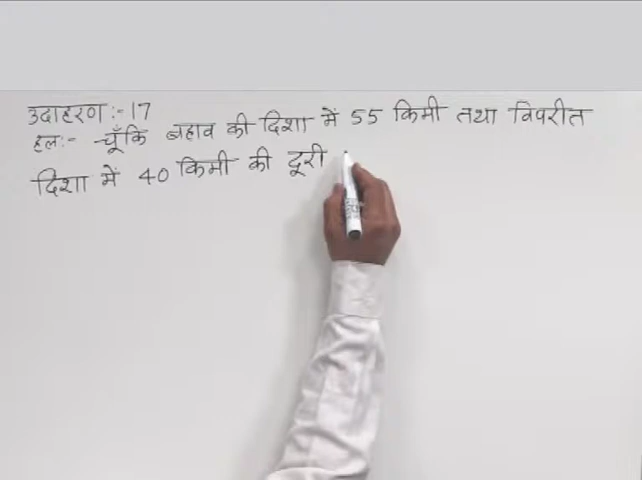 उदाहरण:-17
हल:- चूँकि बहाव की दिशा में 55 किमी तथा विपरीत
दिशा में 40 किमी की दूरी